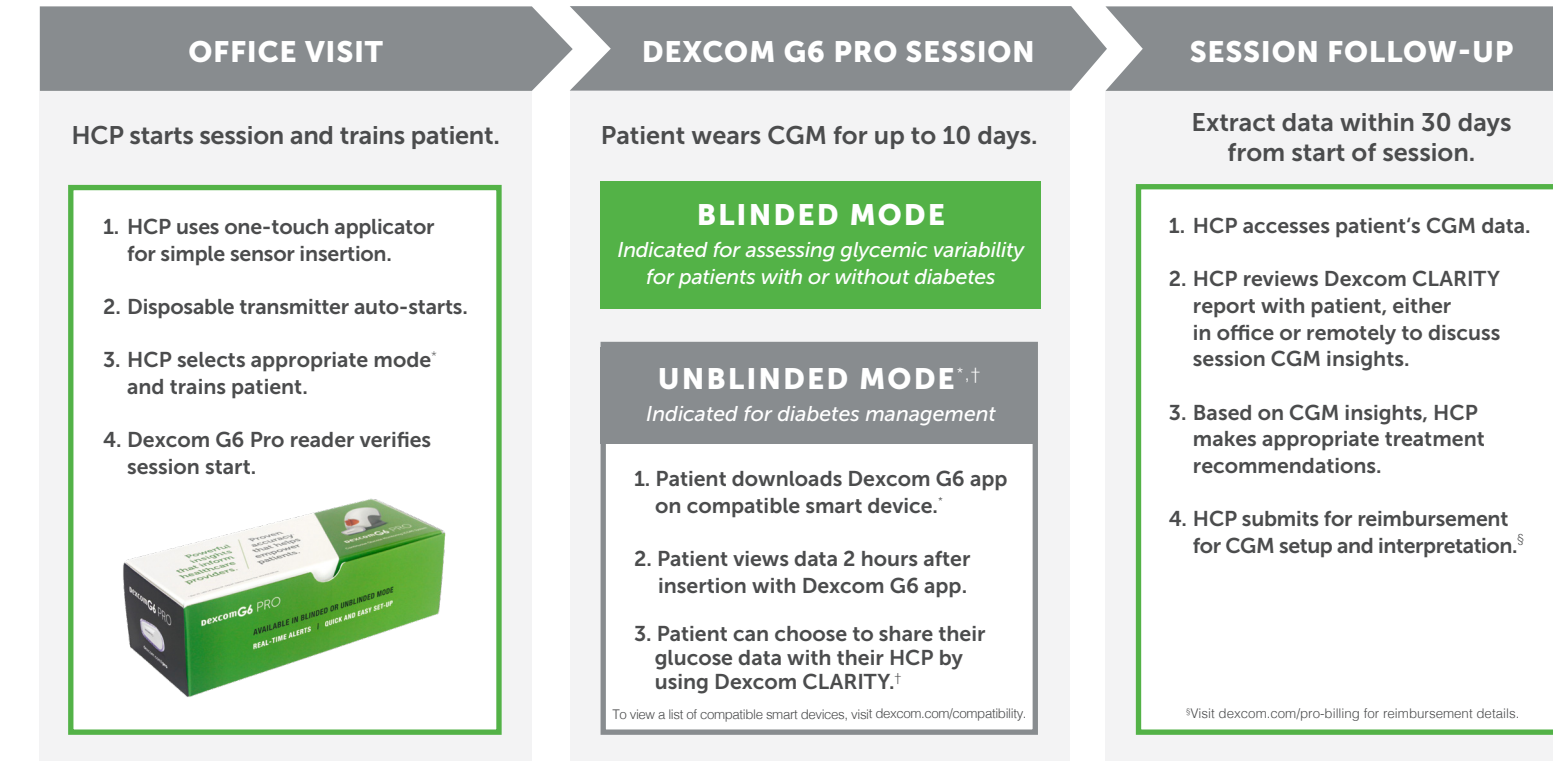 OFFICE VISIT
HCP starts session and trains patient.
1. HCP uses one-touch applicator
for simple sensor insertion.
2. Disposable transmitter auto-starts.
3. HCP selects appropriate mode*
and trains patient.
4. Dexcom G6 Pro reader verifies
session start.
Powerful
insights
that inform
healthcare
providers.
Proven
accuracy
that helps
empower
patients.
dexcomG6 PRO
dexcomG6 PRO
dexcomG6 PRO
AVAILABLE IN BLINDED OR UNBLINDED MODE
REAL-TIME ALERTS | QUICK AND EASY SET-UP
DEXCOM G6 PRO SESSION
Patient wears CGM for up to 10 days.
BLINDED MODE
Indicated for assessing glycemic variability
for patients with or without diabetes
UNBLINDED MODE*,†
Indicated for diabetes management
1. Patient downloads Dexcom G6 app
on compatible smart device.*
2. Patient views data 2 hours after
insertion with Dexcom G6 app.
3. Patient can choose to share their
glucose data with their HCP by
using Dexcom CLARITY.†
To view a list of compatible smart devices, visit dexcom.com/compatibility.
SESSION FOLLOW-UP
Extract data within 30 days
from start of session.
1. HCP accesses patient's CGM data.
2. HCP reviews Dexcom CLARITY
report with patient, either
in office or remotely to discuss
session CGM insights.
3. Based on CGM insights, HCP
makes appropriate treatment
recommendations.
4. HCP submits for reimbursement
for CGM setup and interpretation.§
§Visit dexcom.com/pro-billing for reimbursement details.